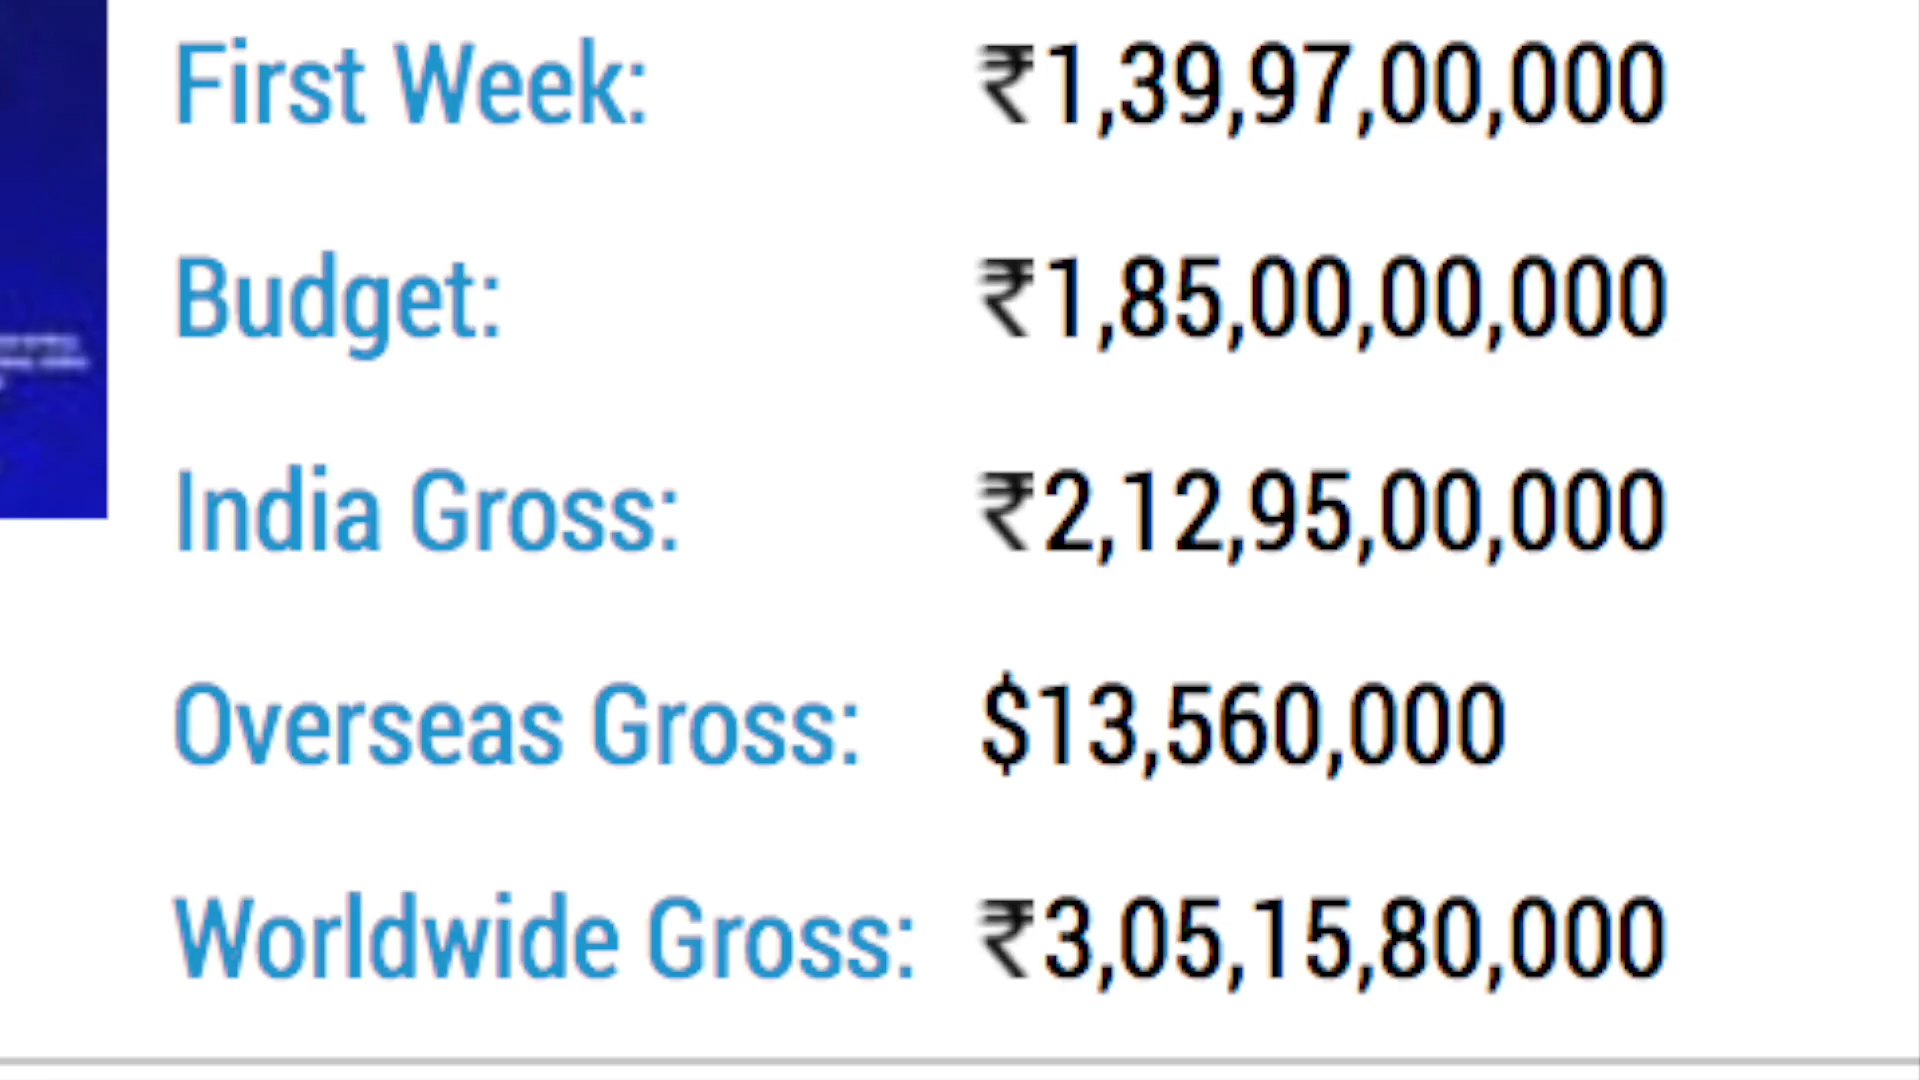 First Week: ₹1,39,97,00,000
Budget: ₹1,85,00,00,000
India Gross: ₹2,12,95,00,000
Overseas Gross: $13,560,000
Worldwide Gross: ₹3,05,15,80,000